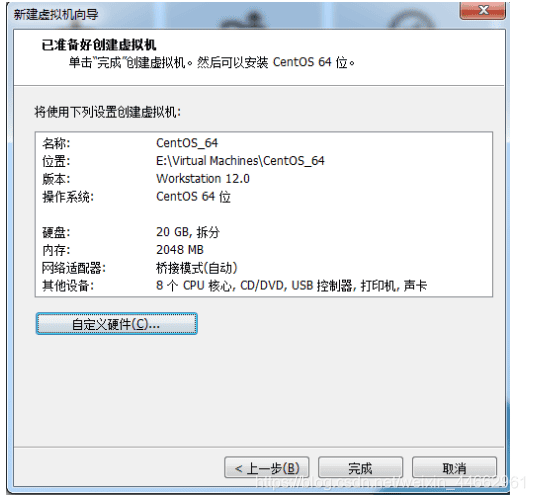 新建虚拟机向导
已准备好创建虚拟机
单击"完成"创建虚拟机。然后可以安装 CentOS 64 位。
将使用下列设置创建虚拟机:
名称: CentOS_64
位置: E:\Virtual Machines\CentOS_64
版本: Workstation 12.0
操作系统: CentOS 64 位
硬盘: 20 GB, 拆分
内存: 2048 MB
网络适配器: 桥接模式(自动)
其他设备: 8 个 CPU 核心, CD/DVD, USB 控制器, 打印机, 声卡
自定义硬件(C)...
< 上一步(B) 完成 取消
https://blog.csdn.net/weixin_44662961